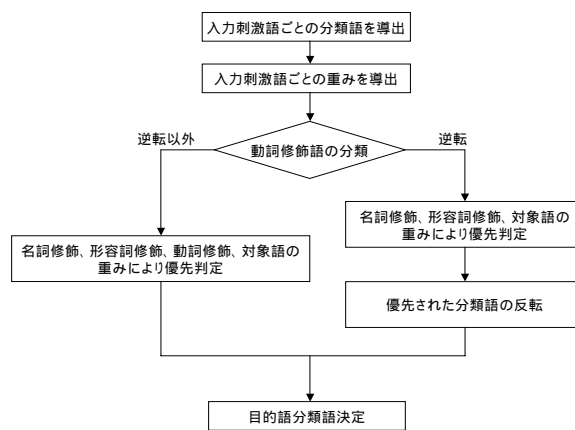 入力刺激語ごとの分類語を導出
入力刺激語ごとの重みを導出
逆転以外
動詞修飾語の分類
逆転
名詞修飾、形容詞修飾、対象語の
重みにより優先判定
名詞修飾、形容詞修飾、動詞修飾、対象語の
重みにより優先判定
優先された分類語の反転
目的語分類語決定